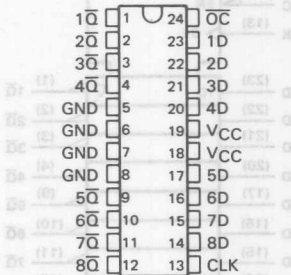 1Q̅ 1 24 OC
2Q̅ 2 23 1D
3Q̅ 3 22 2D
4Q̅ 4 21 3D
GND 5 20 4D
GND 6 19 VCC
GND 7 18 VCC
GND 8 17 5D
5Q̅ 9 16 6D
6Q̅ 10 15 7D
7Q̅ 11 14 8D
8Q̅ 12 13 CLK